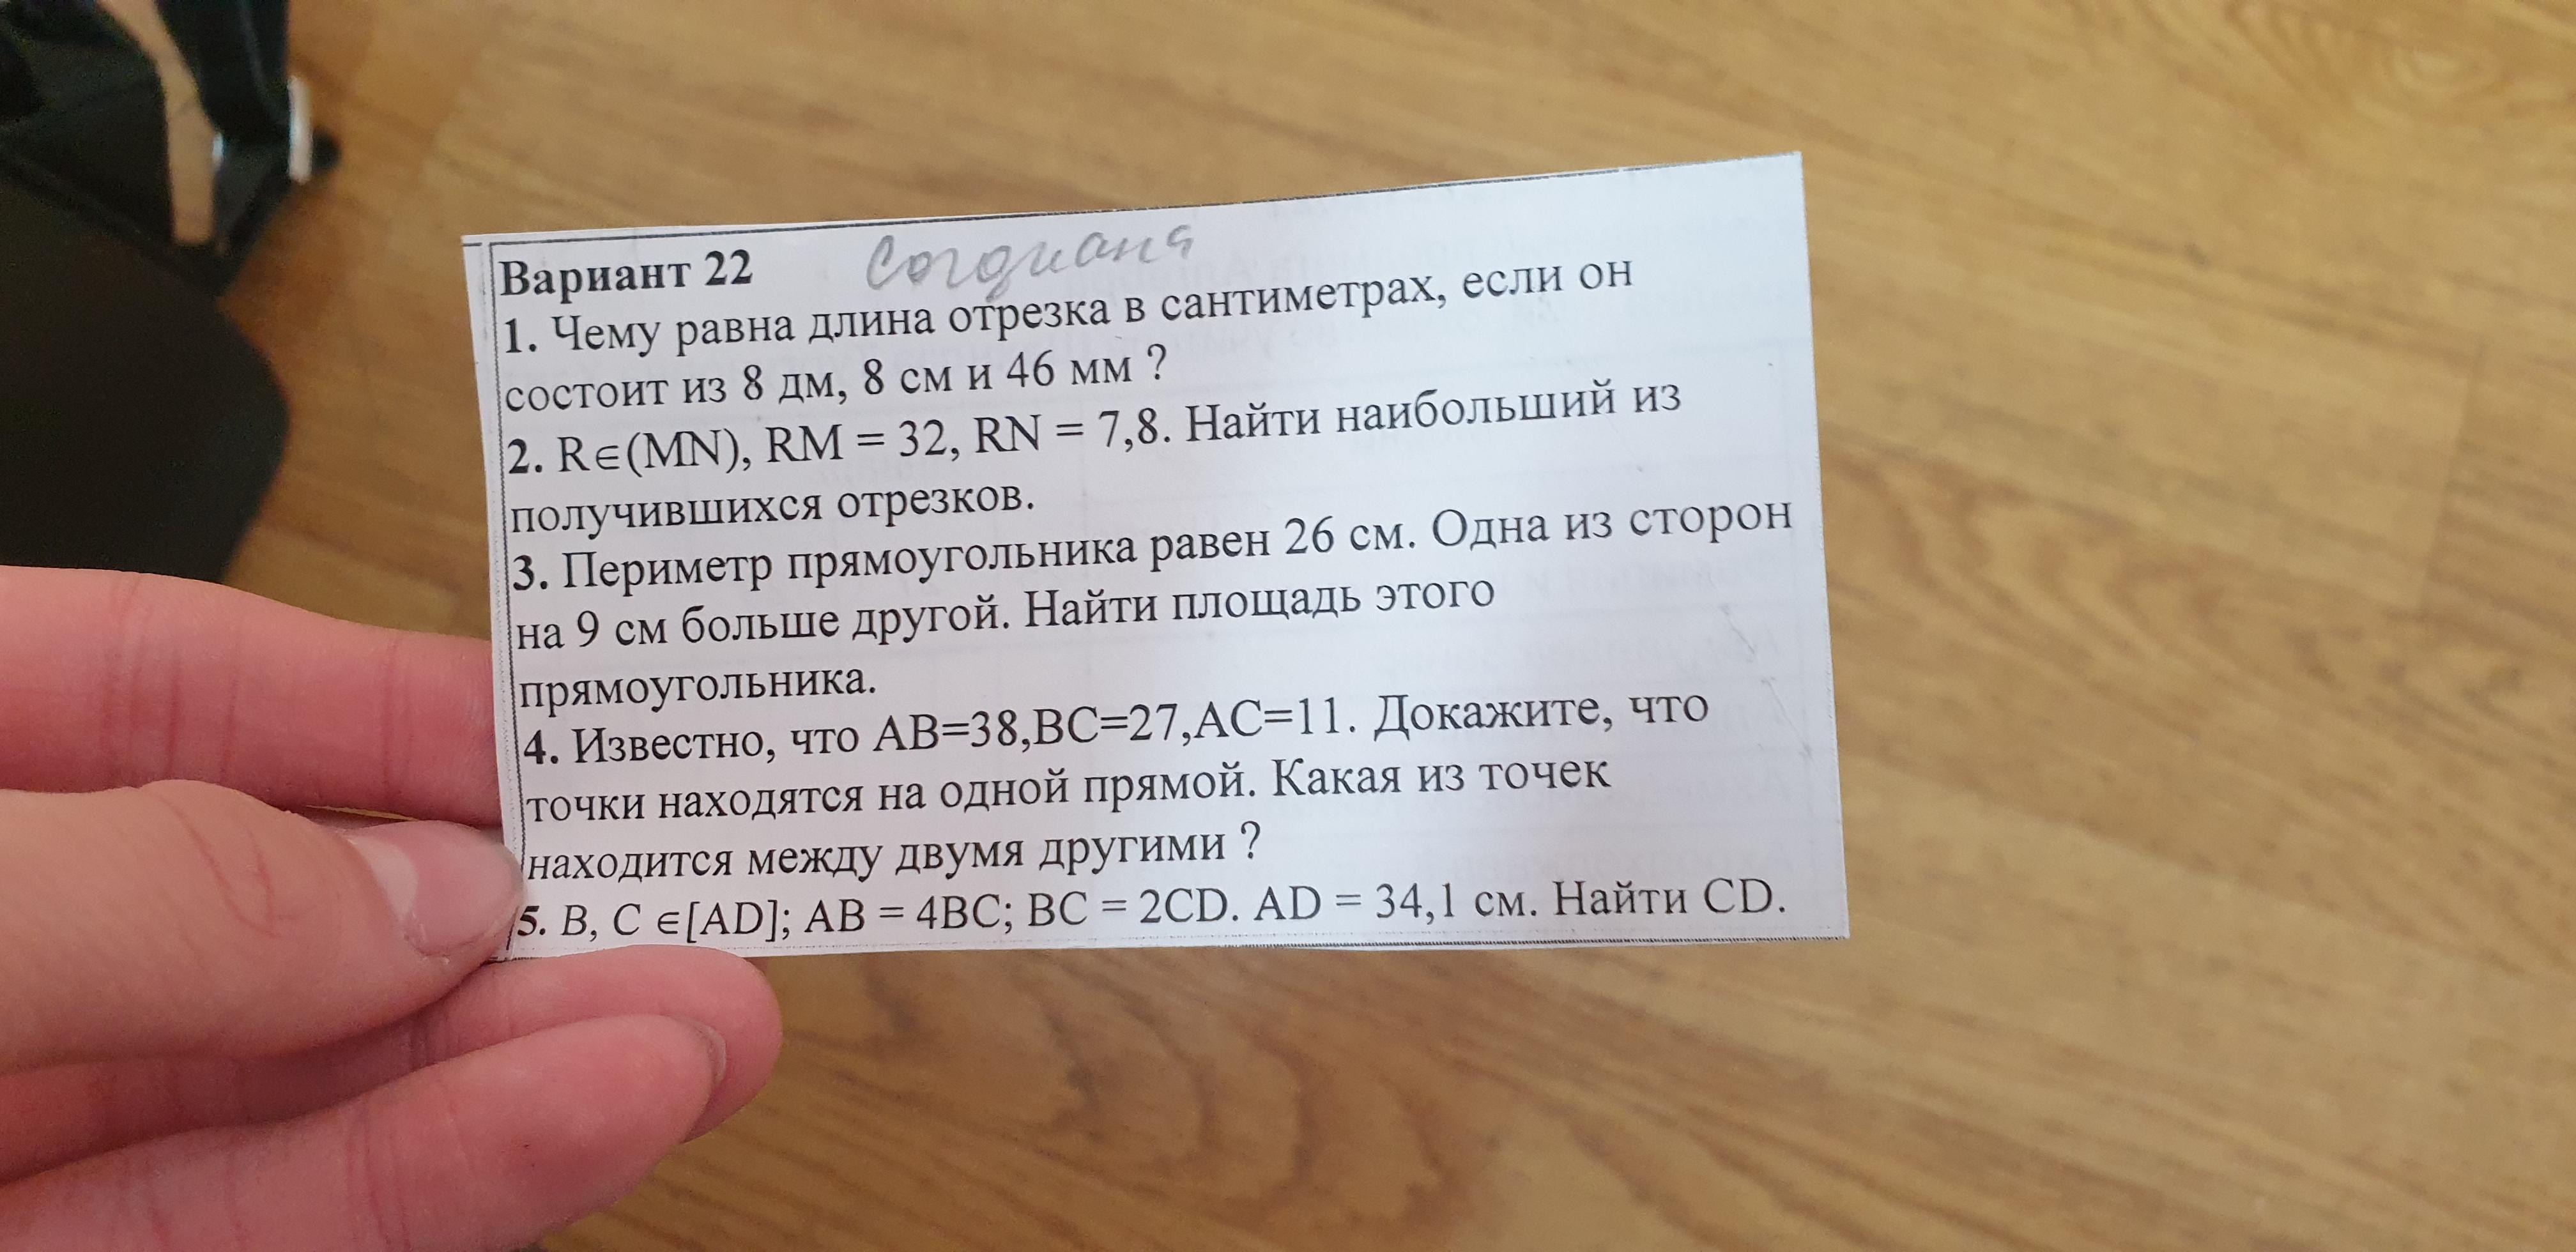 Вариант 22 Согдиана
1. Чему равна длина отрезка в сантиметрах, если он
состоит из 8 дм, 8 см и 46 мм ?
2. R∈(MN), RM = 32, RN = 7,8. Найти наибольший из
получившихся отрезков.
3. Периметр прямоугольника равен 26 см. Одна из сторон
на 9 см больше другой. Найти площадь этого
прямоугольника.
4. Известно, что AB=38,BC=27,AC=11. Докажите, что
точки находятся на одной прямой. Какая из точек
находится между двумя другими ?
5. B, C ∈[AD]; AB = 4BC; BC = 2CD. AD = 34,1 см. Найти CD.